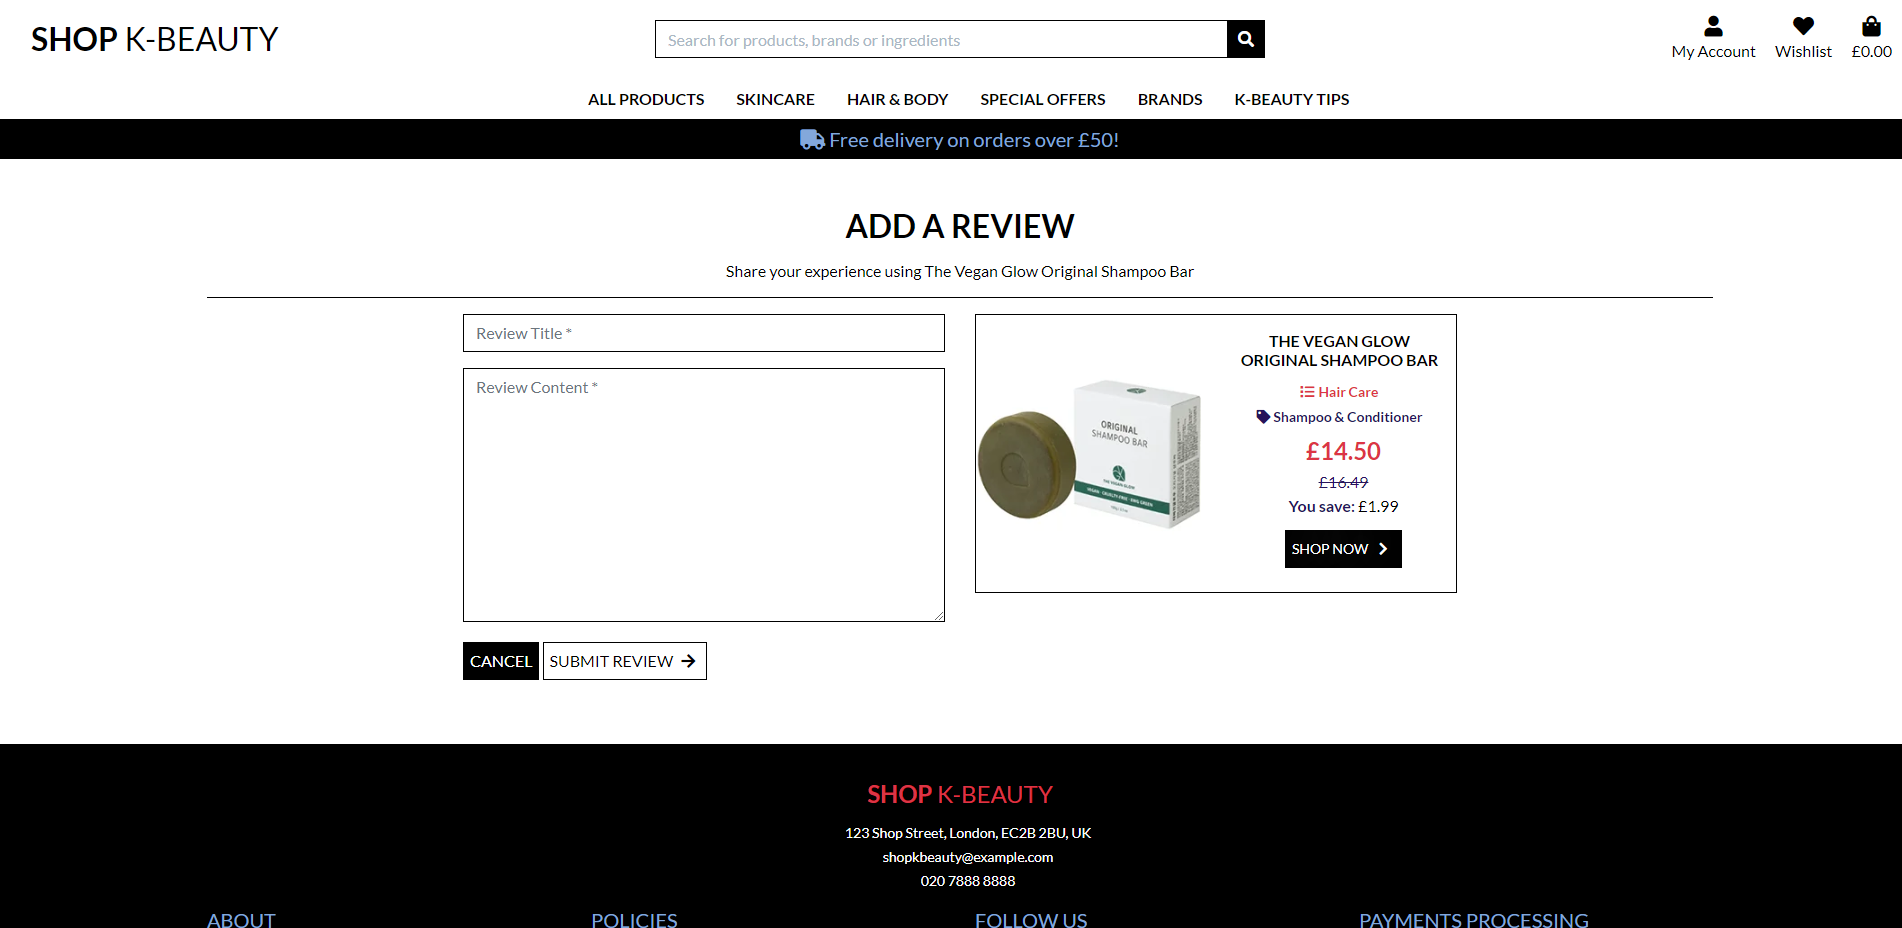 SHOP K-BEAUTY
Search for products, brands or ingredients
My Account
Wishlist
£0.00
ALL PRODUCTS
SKINCARE
HAIR & BODY
SPECIAL OFFERS
BRANDS
K-BEAUTY TIPS
Free delivery on orders over £50!
ADD A REVIEW
Share your experience using The Vegan Glow Original Shampoo Bar
Review Title *
Review Content *
CANCEL
SUBMIT REVIEW
ORIGINAL
SHAMPOO BAR
THE VEGAN GLOW
THE VEGAN GLOW
ORIGINAL SHAMPOO BAR
Hair Care
Shampoo & Conditioner
£14.50
£16.49
You save: £1.99
SHOP NOW
SHOP K-BEAUTY
123 Shop Street, London, EC2B 2BU, UK
shopkbeauty@example.com
020 7888 8888
ABOUT
POLICIES
FOLLOW US
PAYMENTS PROCESSING